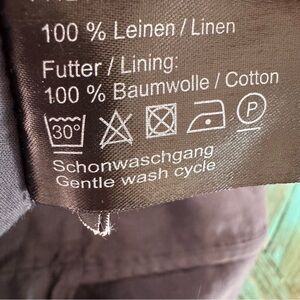 100 % Leinen / Linen
Futter / Lining:
100 % Baumwolle / Cotton
30° P
Schonwaschgang
Gentle wash cycle